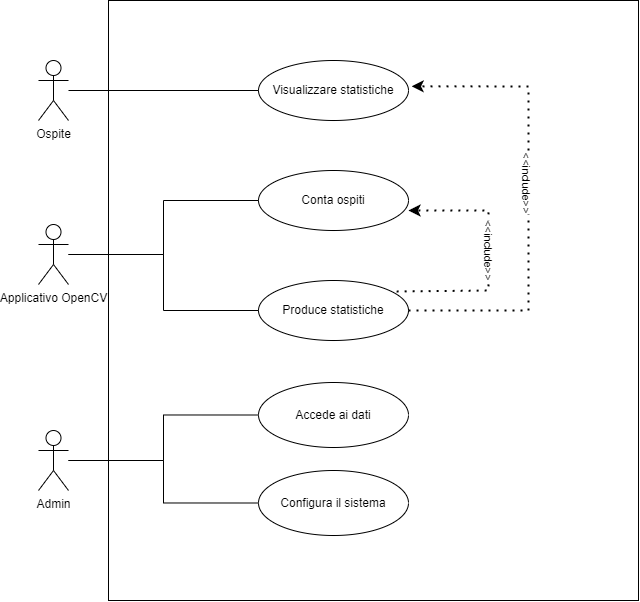 Visualizzare statistiche
Ospite
<<include>>
Conta ospiti
<<include>>
Applicativo OpenCV
Produce statistiche
Accede ai dati
Admin
Configura il sistema